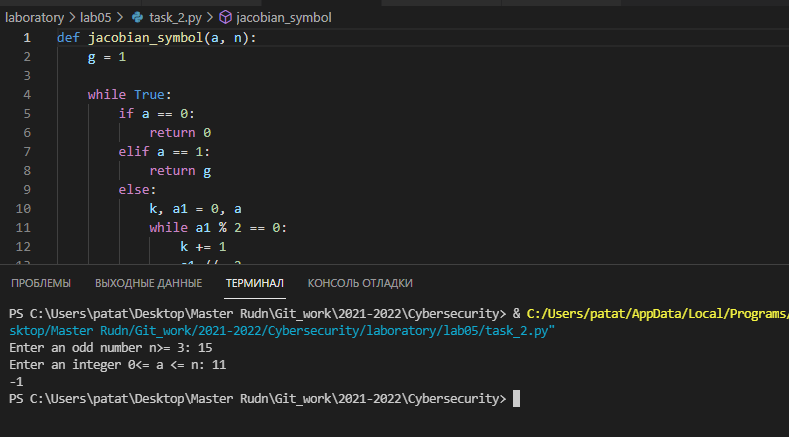 laboratory > lab05 > task_2.py > jacobian_symbol
1 def jacobian_symbol(a, n):
2 g = 1
3
4 while True:
5 if a == 0:
6 return 0
7 elif a == 1:
8 return g
9 else:
10 k, a1 = 0, a
11 while a1 % 2 == 0:
12 k += 1
ПРОБЛЕМЫ ВЫХОДНЫЕ ДАННЫЕ ТЕРМИНАЛ КОНСОЛЬ ОТЛАДКИ
PS C:\Users\patat\Desktop\Master Rudn\Git_work\2021-2022\Cybersecurity> & C:/Users/patat/AppData/Local/Programs/
sktop/Master Rudn/Git_work/2021-2022/Cybersecurity/laboratory/lab05/task_2.py"
Enter an odd number n>= 3: 15
Enter an integer 0<= a <= n: 11
-1
PS C:\Users\patat\Desktop\Master Rudn\Git_work\2021-2022\Cybersecurity>